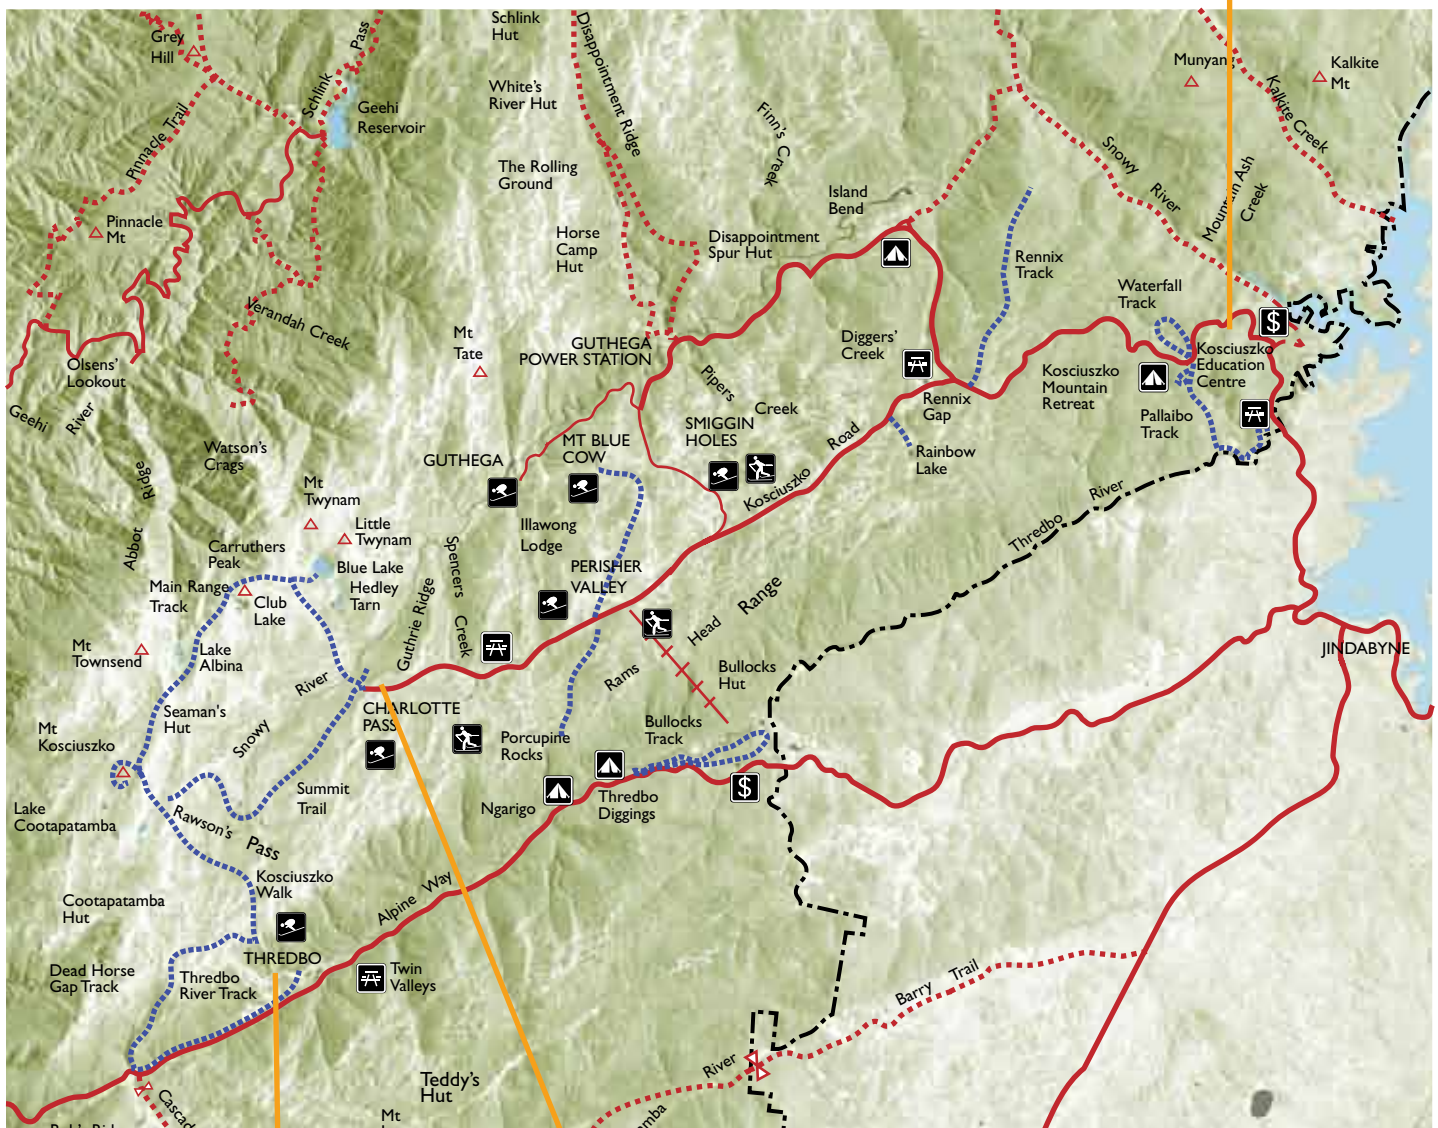 Schlink
Hut
Grey
Hill
Schlink
Pass
Disappointment Ridge
Munyang
Kalkite
Mt
Geehi
Reservoir
White's
River Hut
Finn's Creek
Kalkite Creek
Pinnacle Trail
Snowy
River
Mountain Ash
Creek
The Rolling
Ground
Island
Bend
Pinnacle
Mt
Horse
Camp
Hut
Disappointment
Spur Hut
Rennix
Track
Waterfall
Track
Verandah Creek
Mt
Tate
GUTHEGA
POWER STATION
Diggers'
Creek
$
Kosciuszko
Education
Centre
Olsens'
Lookout
Pipers
Creek
Kosciuszko
Mountain
Retreat
Geehi
River
Rennix
Gap
Pallaibo
Track
SMIGGIN
HOLES
MT BLUE
COW
Watson's
Crags
GUTHEGA
Kosciuszko
Road
Rainbow
Lake
Abbot
Ridge
Mt
Twynam
Thredbo
River
Little
Twynam
Illawong
Lodge
Carruthers
Peak
Blue Lake
Hedley
Tarn
Spencers
Creek
PERISHER
VALLEY
Main Range
Track
Club
Lake
Guthrie Ridge
Rams
Head
Range
Mt
Townsend
Lake
Albina
JINDABYNE
River
Snowy
Bullocks
Hut
Seaman's
Hut
CHARLOTTE
PASS
Bullocks
Track
Mt
Kosciuszko
Porcupine
Rocks
Summit
Trail
$
Lake
Cootapatamba
Rawson's
Pass
Ngarigo
Thredbo
Diggings
Kosciuszko
Walk
Alpine Way
Cootapatamba
Hut
THREDBO
Dead Horse
Gap Track
Thredbo
River Track
Twin
Valleys
Barry
Trail
River
Teddy's
Hut
Mt